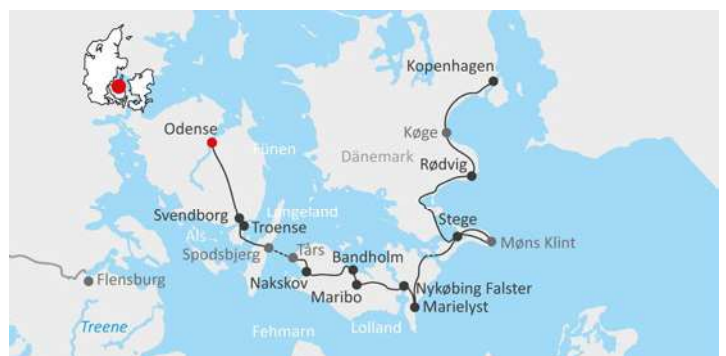 Kopenhagen
Odense
Køge
Fünen
Dänemark
Rødvig
Svendborg
Langeland
Troense
Stege
Als
Møns Klint
Spodsbjerg
Tårs
Bandholm
Flensburg
Nakskov
Maribo
Nykøbing Falster
Marielyst
Treene
Fehmarn
Lolland